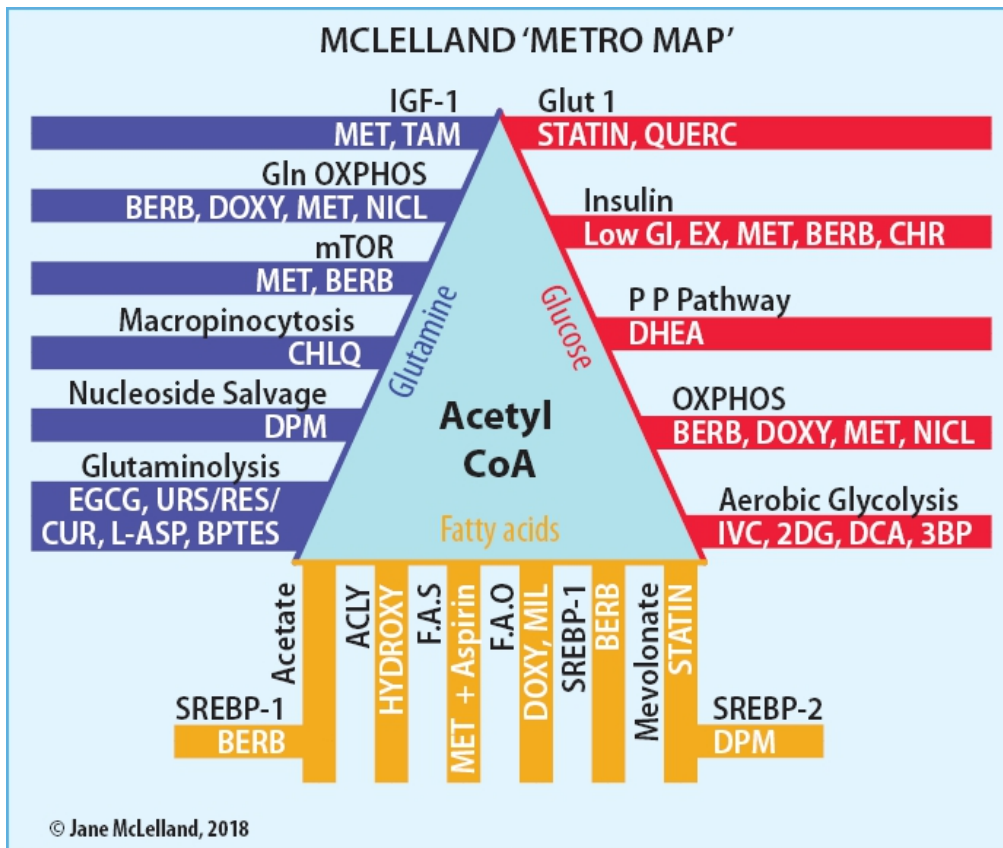 MCLELLAND 'METRO MAP'
IGF-1
MET, TAM
Gln OXPHOS
BERB, DOXY, MET, NICL
mTOR
MET, BERB
Macropinocytosis
CHLQ
Nucleoside Salvage
DPM
Glutaminolysis
EGCG, URS/RES/
CUR, L-ASP, BPTES
Glutamine
Glut 1
STATIN, QUERC
Insulin
Low GI, EX, MET, BERB, CHR
P P Pathway
DHEA
OXPHOS
BERB, DOXY, MET, NICL
Aerobic Glycolysis
IVC, 2DG, DCA, 3BP
Glucose
Acetyl
CoA
Fatty acids
Acetate
SREBP-1
BERB
ACLY
HYDROXY
F.A.S
MET + Aspirin
F.A.O
DOXY, MIL
SREBP-1
BERB
Mevolonate
STATIN
SREBP-2
DPM
© Jane McLelland, 2018